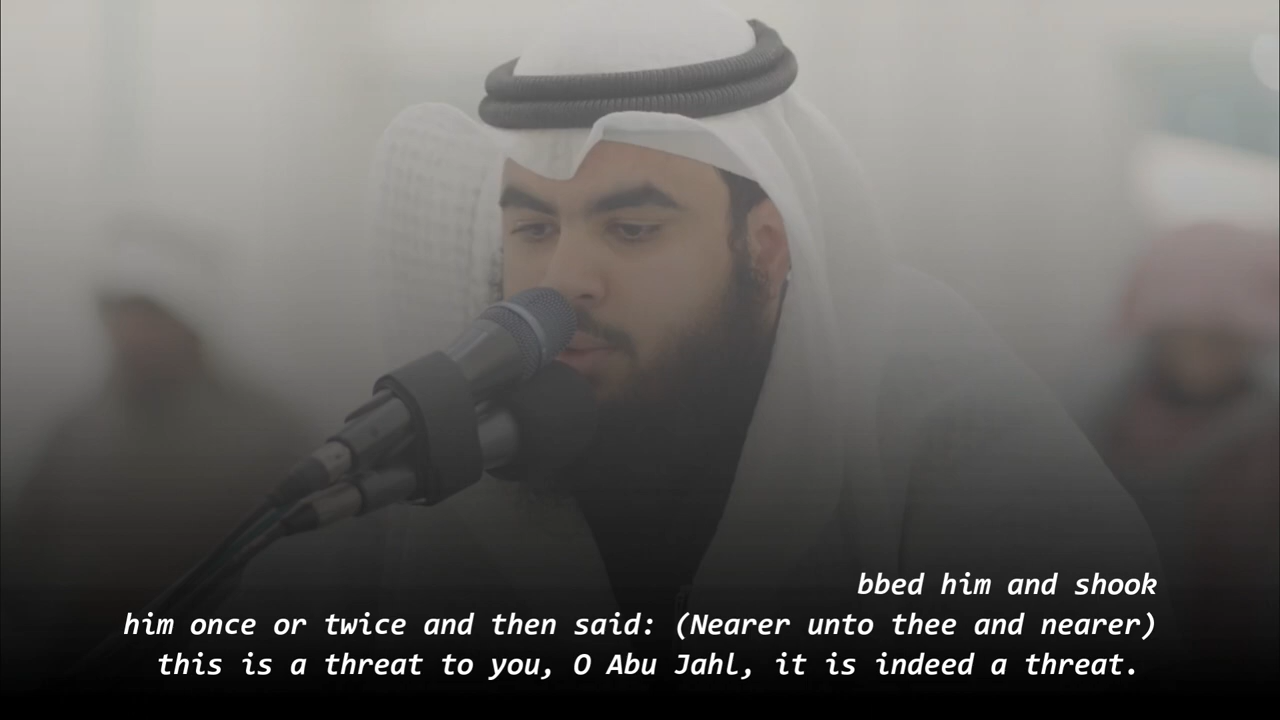 bbed him and shook
him once or twice and then said: (Nearer unto thee and nearer)
this is a threat to you, O Abu Jahl, it is indeed a threat.